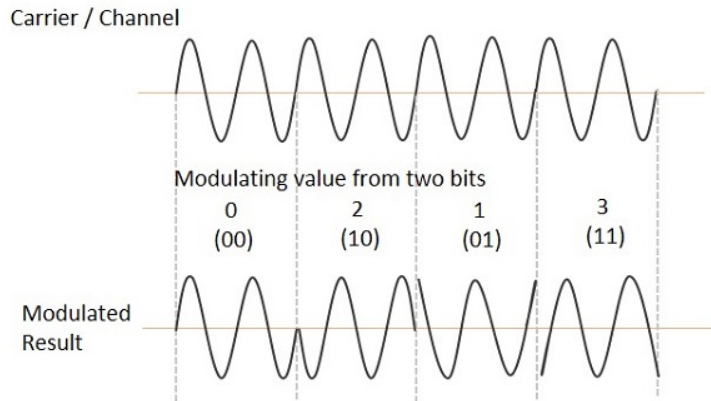 Carrier / Channel
Modulating value from two bits
0 2 1 3
(00) (10) (01) (11)
Modulated
Result